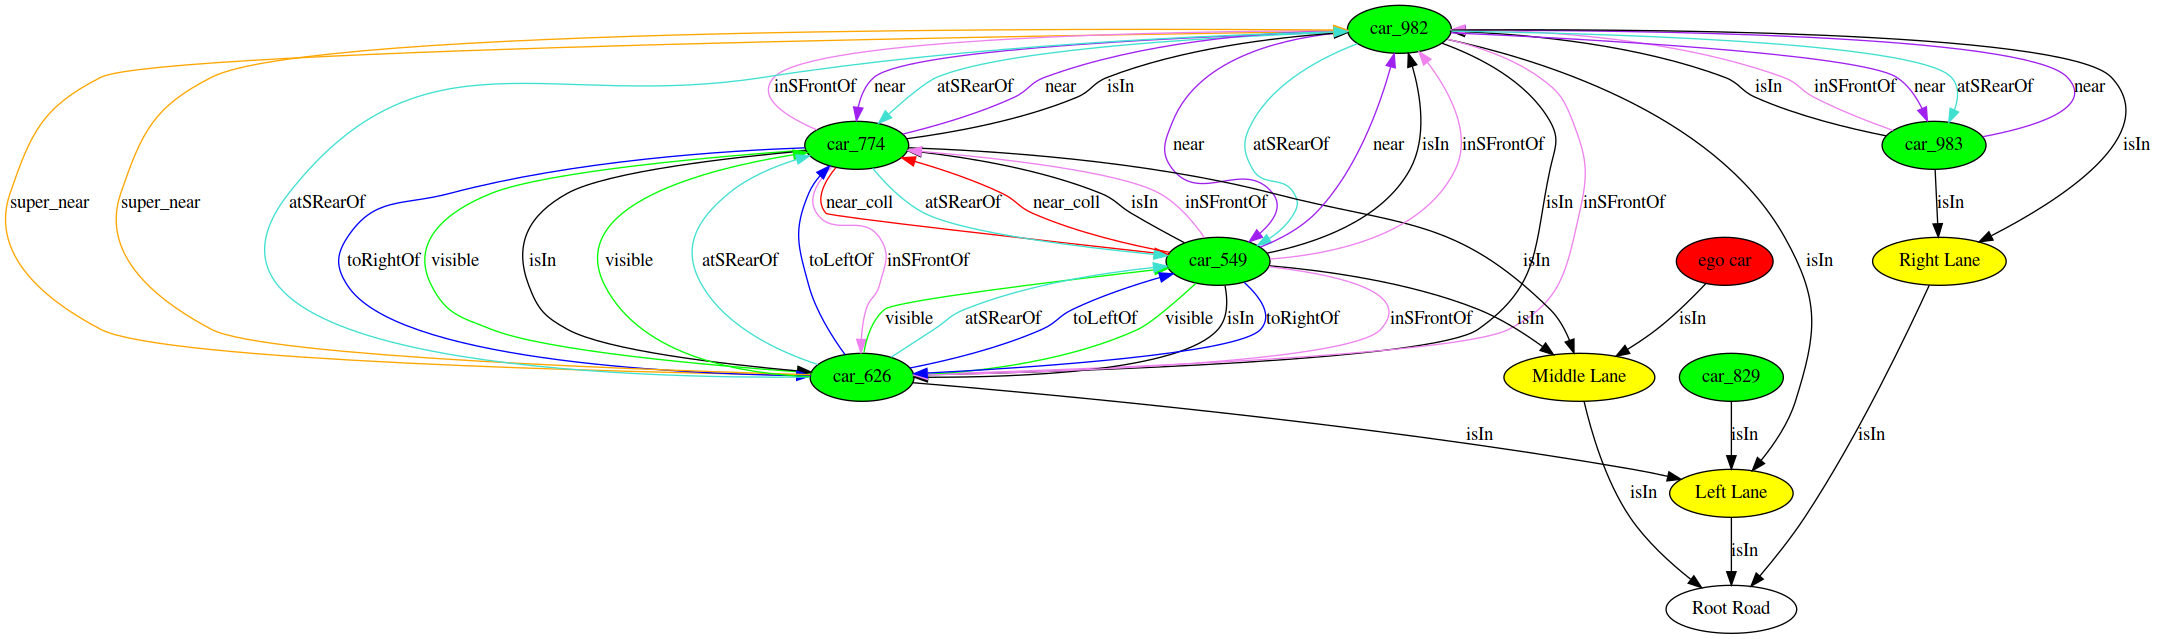 car_982
inSFrontOf
near
atSRearOf
near
isIn
isIn
inSFrontOf
near
atSRearOf
near
car_774
near
atSRearOf
near
isIn
inSFrontOf
car_983
isIn
super_near
super_near
atSRearOf
near_coll
atSRearOf
near_coll
isIn
inSFrontOf
isIn
inSFrontOf
isIn
toRightOf
visible
isIn
visible
atSRearOf
toLeftOf
inSFrontOf
car_549
isIn
ego car
isIn
Right Lane
visible
atSRearOf
toLeftOf
visible
isIn
toRightOf
inSFrontOf
isIn
isIn
car_626
Middle Lane
car_829
isIn
isIn
isIn
isIn
Left Lane
isIn
Root Road